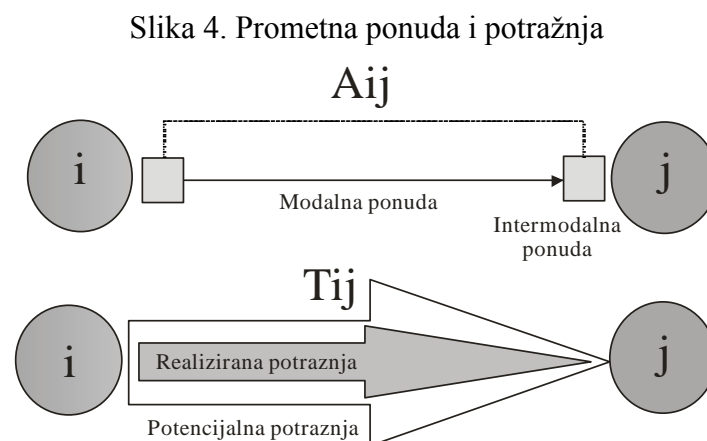 Slika 4. Prometna ponuda i potražnja
Aij
i
j
Modalna ponuda
Intermodalna
ponuda
Tij
i
j
Realizirana potraznja
Potencijalna potraznja